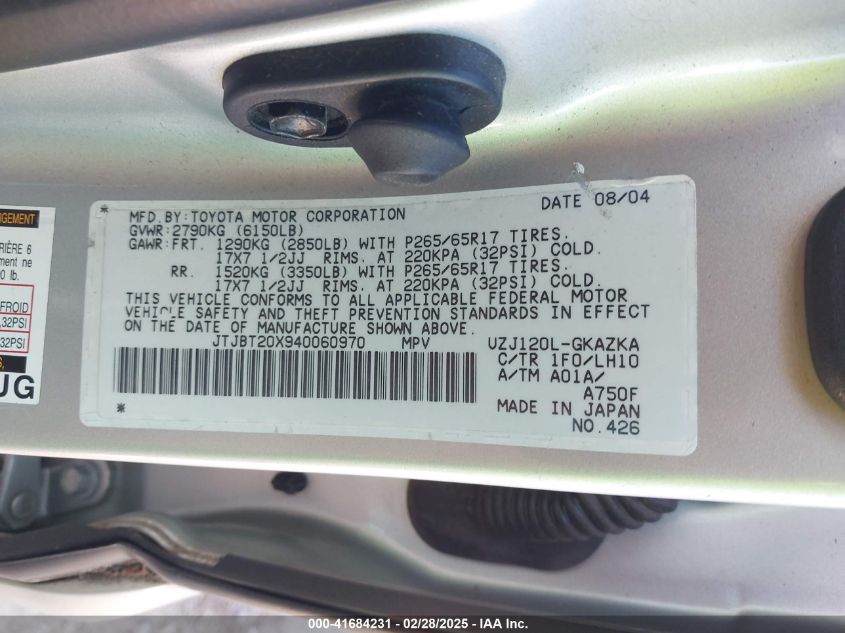 DATE 08/04
MFD.BY:TOYOTA MOTOR CORPORATION
GVWR:2790KG (6150LB)
GAWR:FRT. 1290KG (2850LB) WITH P265/65R17 TIRES.
17X7 1/2JJ RIMS. AT 220KPA (32PSI) COLD.
RR. 1520KG (3350LB) WITH P265/65R17 TIRES.
17X7 1/2JJ RIMS. AT 220KPA (32PSI) COLD.
THIS VEHICLE CONFORMS TO ALL APPLICABLE FEDERAL MOTOR
VEHICLE SAFETY AND THEFT PREVENTION STANDARDS IN EFFECT
ON THE DATE OF MANUFACTURE SHOWN ABOVE.
JTJBT20X940060970 MPV UZJ120L-GKAZKA
C/TR 1F0/LH10
A/TM A01A/
A750F
MADE IN JAPAN
NO.426
RIÈRE 6
ment ne
0 lb.
FROID
,32PSI
32PSI
UG
000-41684231 - 02/28/2025 - IAA, Inc.